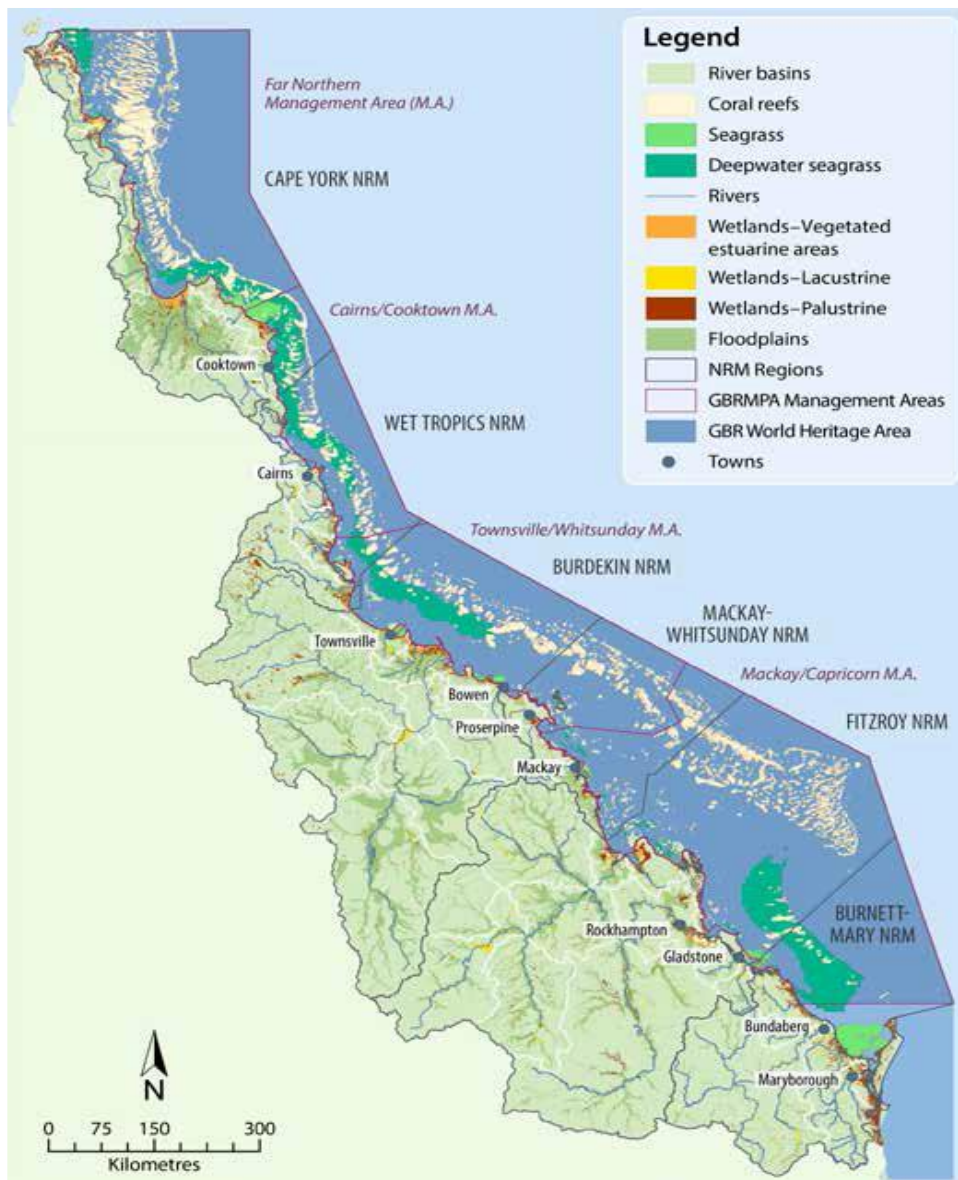 Legend
River basins
Coral reefs
Seagrass
Deepwater seagrass
Rivers
Wetlands–Vegetated
estuarine areas
Wetlands–Lacustrine
Wetlands–Palustrine
Floodplains
NRM Regions
GBRMPA Management Areas
GBR World Heritage Area
Towns
Far Northern
Management Area (M.A.)
CAPE YORK NRM
Cairns/Cooktown M.A.
Cooktown
WET TROPICS NRM
Cairns
Townsville/Whitsunday M.A.
BURDEKIN NRM
MACKAY-
WHITSUNDAY NRM
Townsville
Mackay/Capricorn M.A.
Bowen
FITZROY NRM
Proserpine
Mackay
BURNETT-
MARY NRM
Rockhampton
Gladstone
Bundaberg
Maryborough
N
0 75 150 300
Kilometres